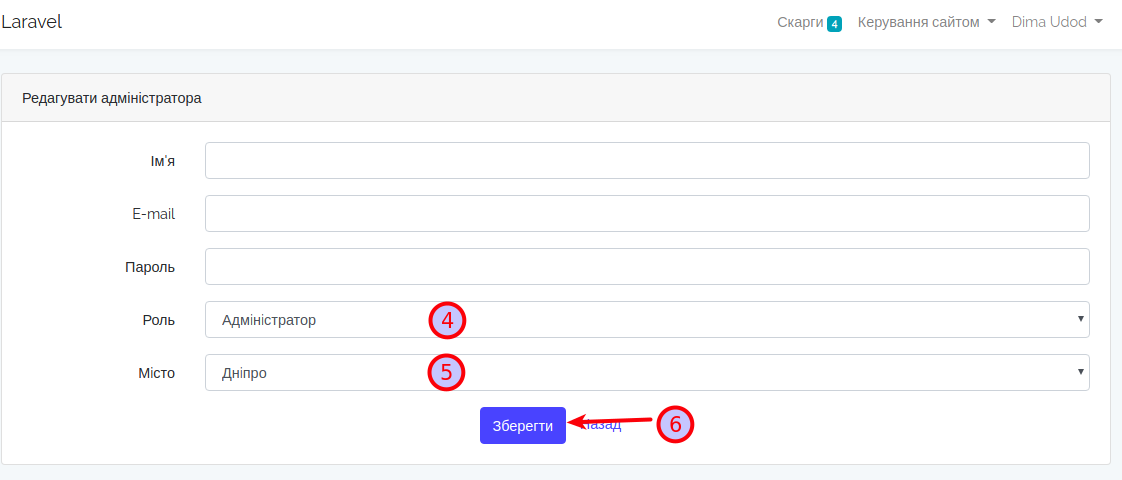 Laravel
Скарги 4 Керування сайтом Dima Udod
Редагувати адміністратора
Ім'я
E-mail
Пароль
Роль Адміністратор 4
Місто Дніпро 5
Зберегти Назад 6